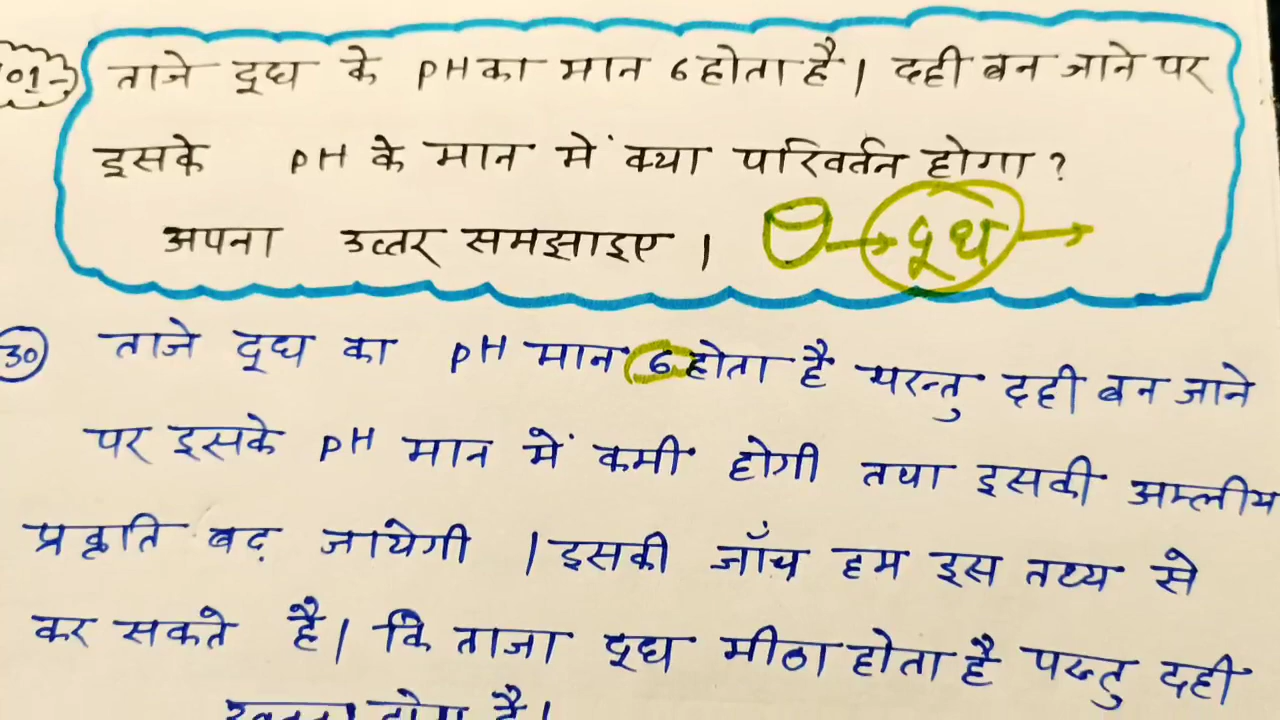 01-
ताजे दूध के pH का मान 6 होता है। दही बन जाने पर
इसके pH के मान में क्या परिवर्तन होगा?
अपना उत्तर समझाइए।
दूध
उ०
ताजे दूध का pH मान 6 होता है परन्तु दही बन जाने
पर इसके pH मान में कमी होगी तथा इसकी अम्लीय
प्रकृति बढ़ जायेगी। इसकी जाँच हम इस तथ्य से
कर सकते है। कि ताजा दूध मीठा होता है परन्तु दही
होता है।